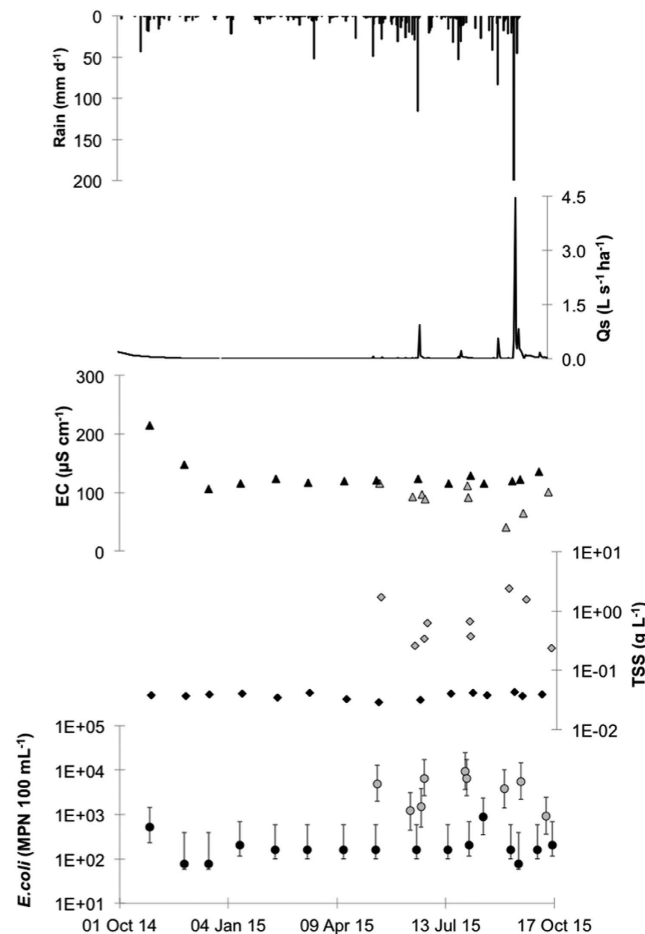 0
50
100
150
200
Rain (mm d-1)
4.5
3.0
1.5
0.0
Qs (L s-1 ha-1)
300
200
100
0
EC (µS cm-1)
1E+01
1E+00
1E-01
1E-02
TSS (g L-1)
1E+05
1E+04
1E+03
1E+02
1E+01
E.coli (MPN 100 mL-1)
01 Oct 14 04 Jan 15 09 Apr 15 13 Jul 15 17 Oct 15